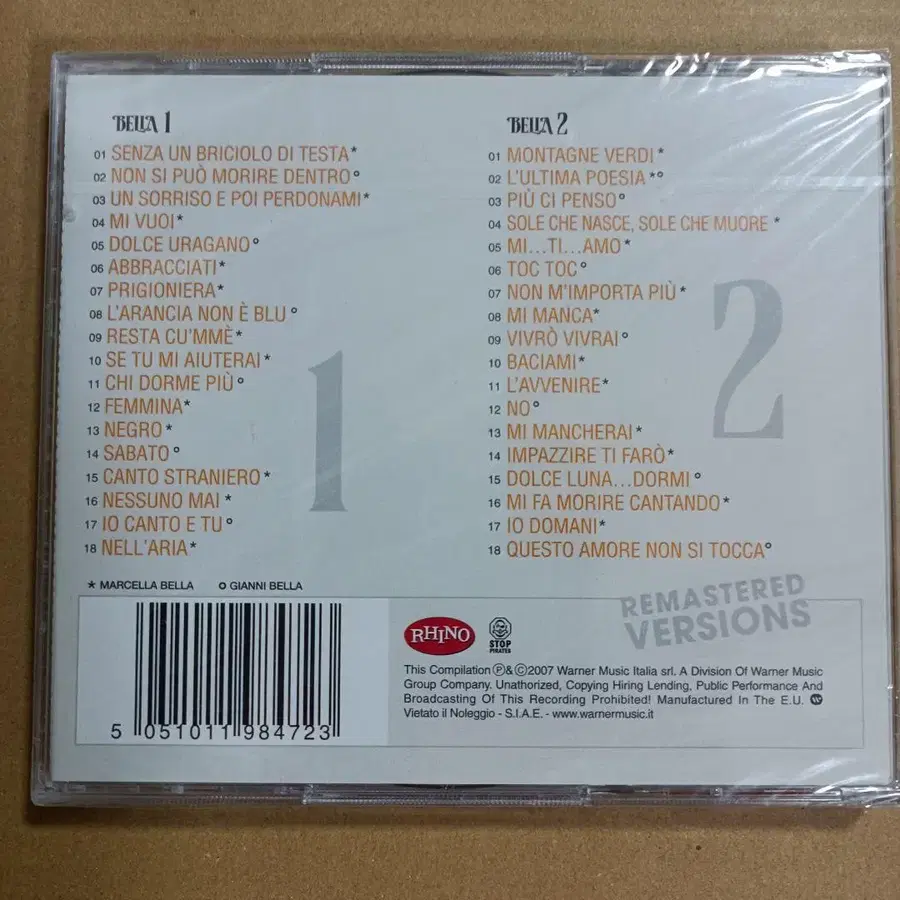 BELLA 1
01 SENZA UN BRICIOLO DI TESTA*
02 NON SI PUÒ MORIRE DENTRO°
03 UN SORRISO E POI PERDONAMI*
04 MI VUOI*
05 DOLCE URAGANO°
06 ABBRACCIATI*
07 PRIGIONIERA*
08 L'ARANCIA NON È BLU°
09 RESTA CU'MMÈ*
10 SE TU MI AIUTERAI*
11 CHI DORME PIÙ°
12 FEMMINA*
13 NEGRO*
14 SABATO°
15 CANTO STRANIERO*
16 NESSUNO MAI*
17 IO CANTO E TU°
18 NELL'ARIA*
* MARCELLA BELLA ° GIANNI BELLA
1
BELLA 2
01 MONTAGNE VERDI*
02 L'ULTIMA POESIA*°
03 PIÙ CI PENSO°
04 SOLE CHE NASCE, SOLE CHE MUORE *
05 MI...TI...AMO*
06 TOC TOC°
07 NON M'IMPORTA PIÙ*
08 MI MANCA*
09 VIVRÒ VIVRAI°
10 BACIAMI*
11 L'AVVENIRE*
12 NO°
13 MI MANCHERAI*
14 IMPAZZIRE TI FARÒ*
15 DOLCE LUNA...DORMI°
16 MI FA MORIRE CANTANDO*
17 IO DOMANI*
18 QUESTO AMORE NON SI TOCCA°
2
REMASTERED
VERSIONS
5 051011 984723
RHINO
STOP
PIRATES
This Compilation Ⓟ&©2007 Warner Music Italia srl. A Division Of Warner Music
Group Company. Unathorized, Copying Hiring Lending, Public Performance And
Broadcasting Of This Recording Prohibited! Manufactured In The E.U.
Vietato il Noleggio - S.I.A.E. - www.warnermusic.it